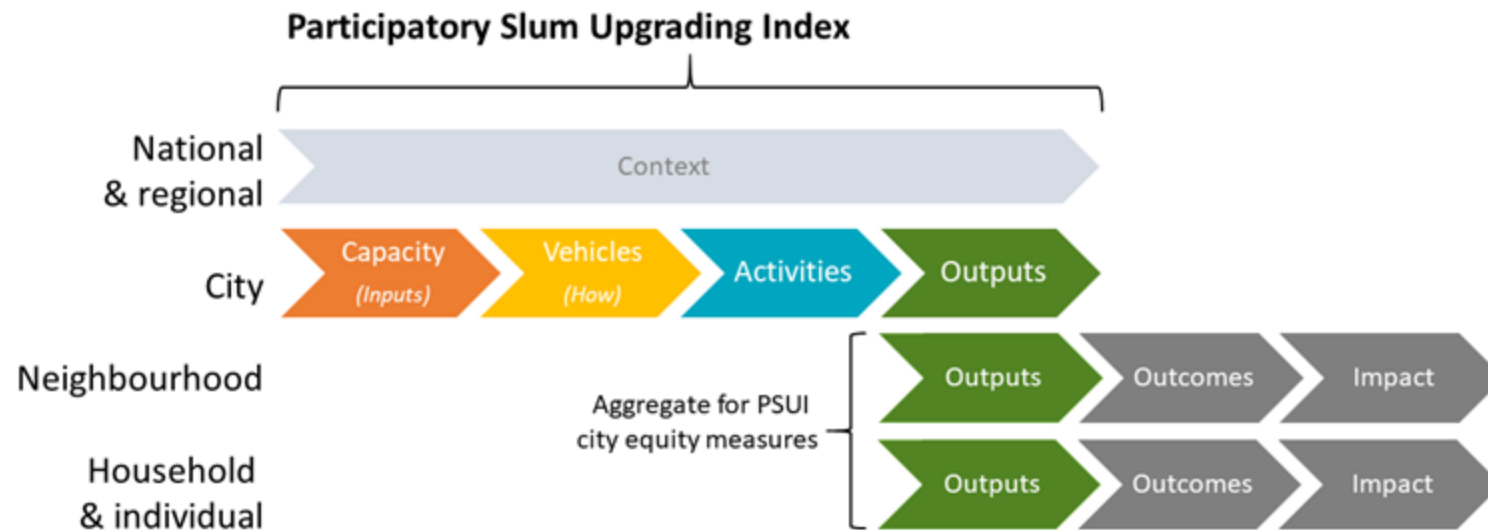 Participatory Slum Upgrading Index
National
& regional
Context
City
Capacity
(Inputs)
Vehicles
(How)
Activities
Outputs
Neighbourhood
Outputs
Outcomes
Impact
Aggregate for PSUI
city equity measures
Household
& individual
Outputs
Outcomes
Impact